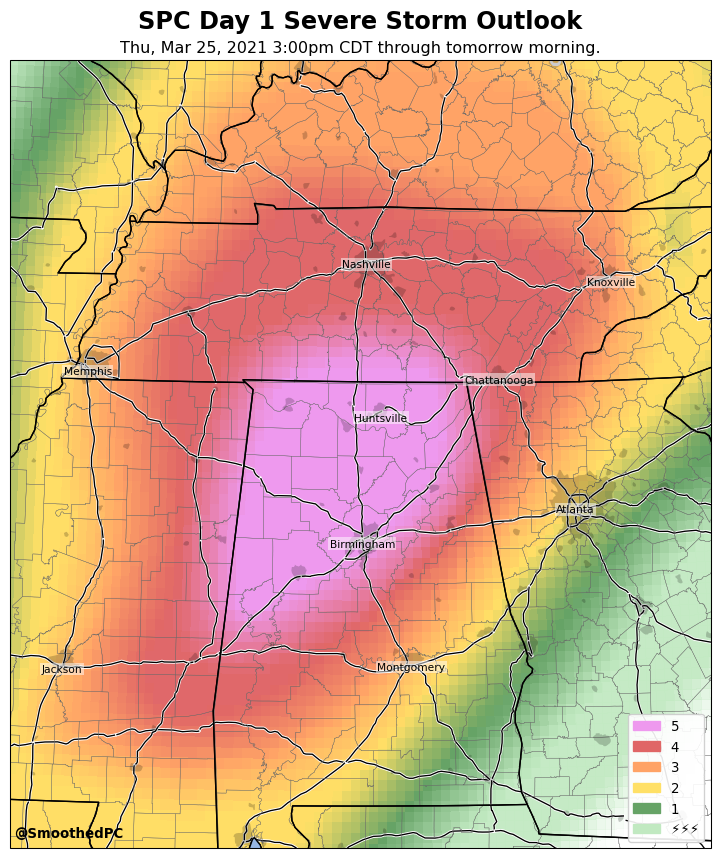 SPC Day 1 Severe Storm Outlook
Thu, Mar 25, 2021 3:00pm CDT through tomorrow morning.
Nashville
Knoxville
Memphis
Chattanooga
Huntsville
Atlanta
Birmingham
Jackson
Montgomery
5
4
3
2
1
⚡⚡⚡
@SmoothedPC